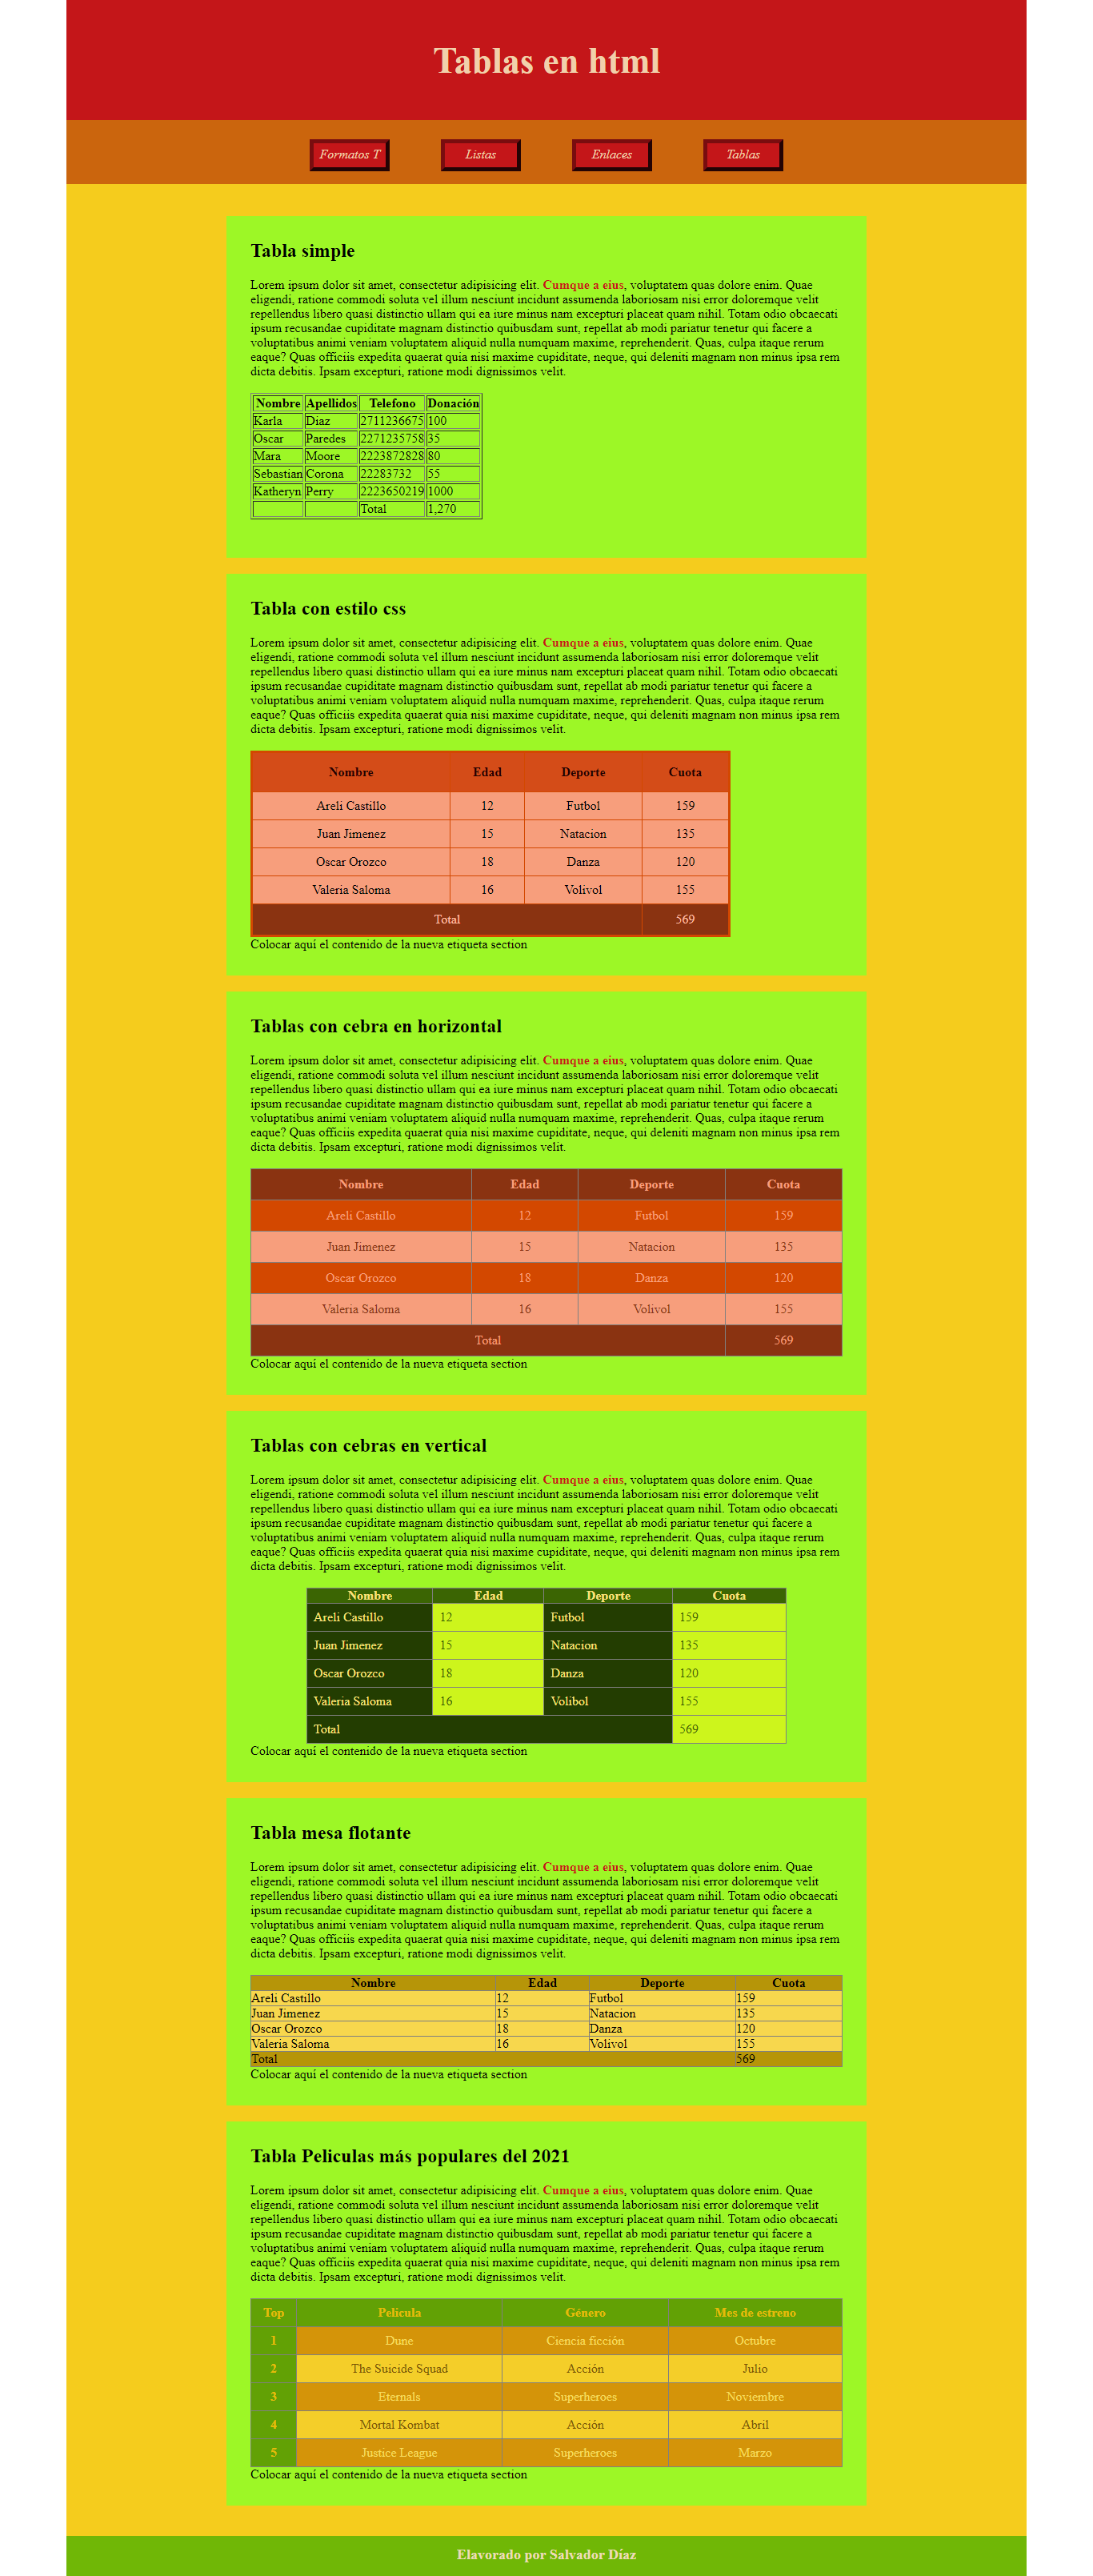 Tablas en html
Formatos T Listas Enlaces Tablas
Tabla simple
Lorem ipsum dolor sit amet, consectetur adipisicing elit. Cumque a eius, voluptatem quas dolore enim. Quae
eligendi, ratione commodi soluta vel illum nesciunt incidunt assumenda laboriosam nisi error doloremque velit
repellendus libero quasi distinctio ullam qui ea iure minus nam excepturi placeat quam nihil. Totam odio obcaecati
ipsum recusandae cupiditate magnam distinctio quibusdam sunt, repellat ab modi pariatur tenetur qui facere a
voluptatibus animi veniam voluptatem aliquid nulla numquam maxime, reprehenderit. Quas, culpa itaque rerum
eaque? Quas officiis expedita quaerat quia nisi maxime cupiditate, neque, qui deleniti magnam non minus ipsa rem
dicta debitis. Ipsam excepturi, ratione modi dignissimos velit.
Nombre Apellidos Telefono Donación
Karla Diaz 2711236675 100
Oscar Paredes 2271235758 35
Mara Moore 2223872828 80
Sebastian Corona 22283732 55
Katheryn Perry 2223650219 1000
Total 1,270
Tabla con estilo css
Lorem ipsum dolor sit amet, consectetur adipisicing elit. Cumque a eius, voluptatem quas dolore enim. Quae
eligendi, ratione commodi soluta vel illum nesciunt incidunt assumenda laboriosam nisi error doloremque velit
repellendus libero quasi distinctio ullam qui ea iure minus nam excepturi placeat quam nihil. Totam odio obcaecati
ipsum recusandae cupiditate magnam distinctio quibusdam sunt, repellat ab modi pariatur tenetur qui facere a
voluptatibus animi veniam voluptatem aliquid nulla numquam maxime, reprehenderit. Quas, culpa itaque rerum
eaque? Quas officiis expedita quaerat quia nisi maxime cupiditate, neque, qui deleniti magnam non minus ipsa rem
dicta debitis. Ipsam excepturi, ratione modi dignissimos velit.
Nombre Edad Deporte Cuota
Areli Castillo 12 Futbol 159
Juan Jimenez 15 Natacion 135
Oscar Orozco 18 Danza 120
Valeria Saloma 16 Volivol 155
Total 569
Colocar aquí el contenido de la nueva etiqueta section
Tablas con cebra en horizontal
Lorem ipsum dolor sit amet, consectetur adipisicing elit. Cumque a eius, voluptatem quas dolore enim. Quae
eligendi, ratione commodi soluta vel illum nesciunt incidunt assumenda laboriosam nisi error doloremque velit
repellendus libero quasi distinctio ullam qui ea iure minus nam excepturi placeat quam nihil. Totam odio obcaecati
ipsum recusandae cupiditate magnam distinctio quibusdam sunt, repellat ab modi pariatur tenetur qui facere a
voluptatibus animi veniam voluptatem aliquid nulla numquam maxime, reprehenderit. Quas, culpa itaque rerum
eaque? Quas officiis expedita quaerat quia nisi maxime cupiditate, neque, qui deleniti magnam non minus ipsa rem
dicta debitis. Ipsam excepturi, ratione modi dignissimos velit.
Nombre Edad Deporte Cuota
Areli Castillo 12 Futbol 159
Juan Jimenez 15 Natacion 135
Oscar Orozco 18 Danza 120
Valeria Saloma 16 Volivol 155
Total 569
Colocar aquí el contenido de la nueva etiqueta section
Tablas con cebras en vertical
Lorem ipsum dolor sit amet, consectetur adipisicing elit. Cumque a eius, voluptatem quas dolore enim. Quae
eligendi, ratione commodi soluta vel illum nesciunt incidunt assumenda laboriosam nisi error doloremque velit
repellendus libero quasi distinctio ullam qui ea iure minus nam excepturi placeat quam nihil. Totam odio obcaecati
ipsum recusandae cupiditate magnam distinctio quibusdam sunt, repellat ab modi pariatur tenetur qui facere a
voluptatibus animi veniam voluptatem aliquid nulla numquam maxime, reprehenderit. Quas, culpa itaque rerum
eaque? Quas officiis expedita quaerat quia nisi maxime cupiditate, neque, qui deleniti magnam non minus ipsa rem
dicta debitis. Ipsam excepturi, ratione modi dignissimos velit.
Nombre Edad Deporte Cuota
Areli Castillo 12 Futbol 159
Juan Jimenez 15 Natacion 135
Oscar Orozco 18 Danza 120
Valeria Saloma 16 Volibol 155
Total 569
Colocar aquí el contenido de la nueva etiqueta section
Tabla mesa flotante
Lorem ipsum dolor sit amet, consectetur adipisicing elit. Cumque a eius, voluptatem quas dolore enim. Quae
eligendi, ratione commodi soluta vel illum nesciunt incidunt assumenda laboriosam nisi error doloremque velit
repellendus libero quasi distinctio ullam qui ea iure minus nam excepturi placeat quam nihil. Totam odio obcaecati
ipsum recusandae cupiditate magnam distinctio quibusdam sunt, repellat ab modi pariatur tenetur qui facere a
voluptatibus animi veniam voluptatem aliquid nulla numquam maxime, reprehenderit. Quas, culpa itaque rerum
eaque? Quas officiis expedita quaerat quia nisi maxime cupiditate, neque, qui deleniti magnam non minus ipsa rem
dicta debitis. Ipsam excepturi, ratione modi dignissimos velit.
Nombre Edad Deporte Cuota
Areli Castillo 12 Futbol 159
Juan Jimenez 15 Natacion 135
Oscar Orozco 18 Danza 120
Valeria Saloma 16 Volivol 155
Total 569
Colocar aquí el contenido de la nueva etiqueta section
Tabla Peliculas más populares del 2021
Lorem ipsum dolor sit amet, consectetur adipisicing elit. Cumque a eius, voluptatem quas dolore enim. Quae
eligendi, ratione commodi soluta vel illum nesciunt incidunt assumenda laboriosam nisi error doloremque velit
repellendus libero quasi distinctio ullam qui ea iure minus nam excepturi placeat quam nihil. Totam odio obcaecati
ipsum recusandae cupiditate magnam distinctio quibusdam sunt, repellat ab modi pariatur tenetur qui facere a
voluptatibus animi veniam voluptatem aliquid nulla numquam maxime, reprehenderit. Quas, culpa itaque rerum
eaque? Quas officiis expedita quaerat quia nisi maxime cupiditate, neque, qui deleniti magnam non minus ipsa rem
dicta debitis. Ipsam excepturi, ratione modi dignissimos velit.
Top Pelicula Género Mes de estreno
1 Dune Ciencia ficción Octubre
2 The Suicide Squad Acción Julio
3 Eternals Superheroes Noviembre
4 Mortal Kombat Acción Abril
5 Justice League Superheroes Marzo
Colocar aquí el contenido de la nueva etiqueta section
Elavorado por Salvador Díaz